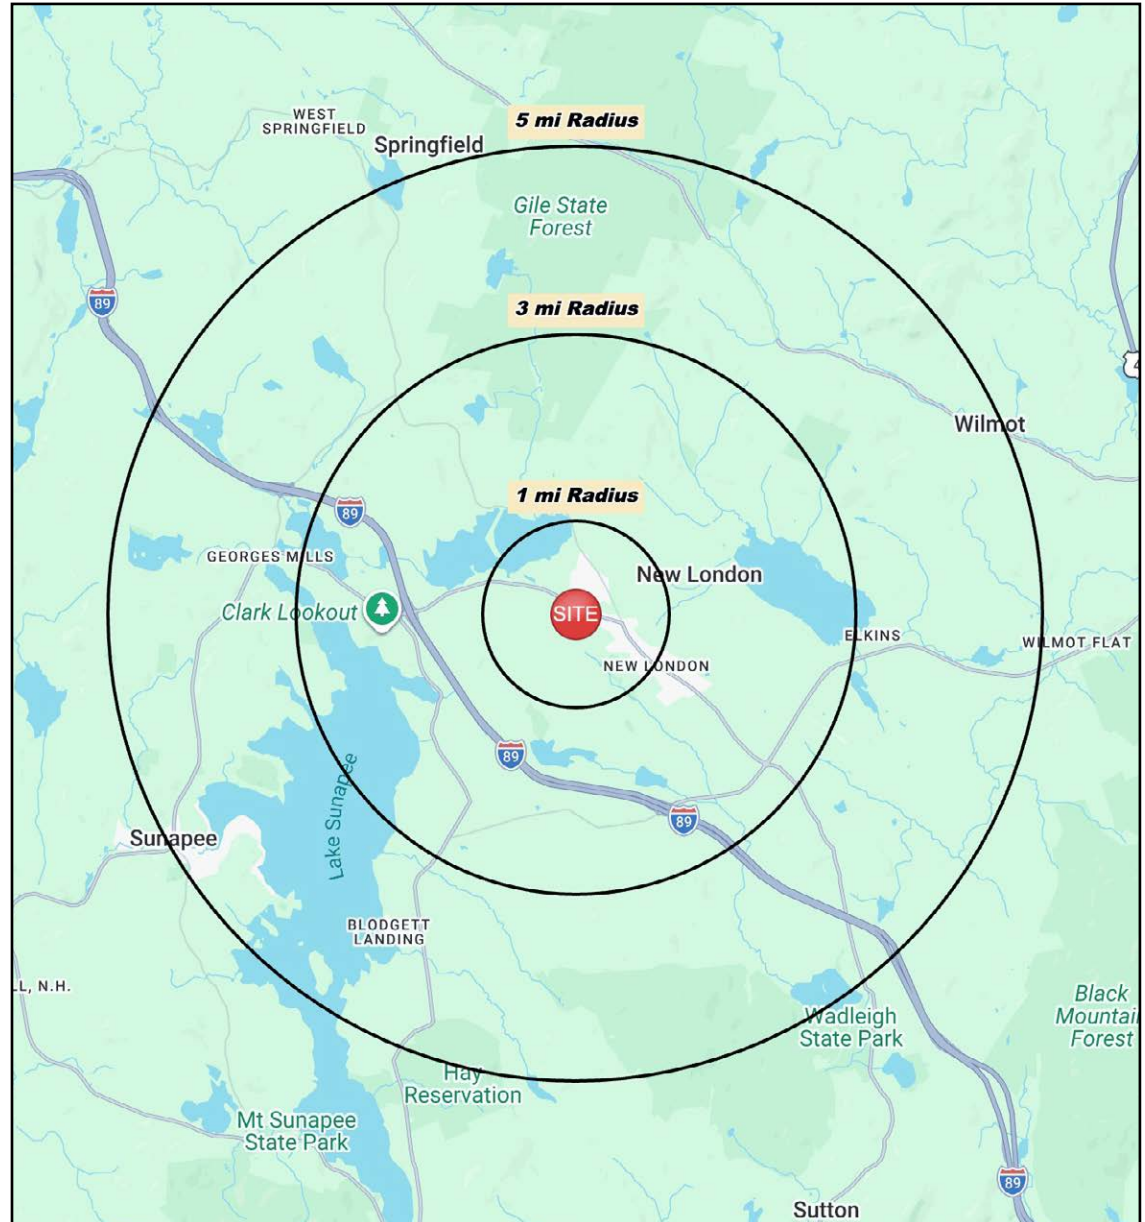 WEST
SPRINGFIELD
5 mi Radius
Springfield
Gile State
Forest
89
3 mi Radius
4
Wilmot
1 mi Radius
89
GEORGES MILLS
New London
Clark Lookout
SITE
ELKINS
WILMOT FLAT
NEW LONDON
89
Lake Sunapee
89
Sunapee
BLODGETT
LANDING
LL, N.H.
Wadleigh
State Park
Black
Mountain
Forest
Hay
Reservation
Mt Sunapee
State Park
89
Sutton